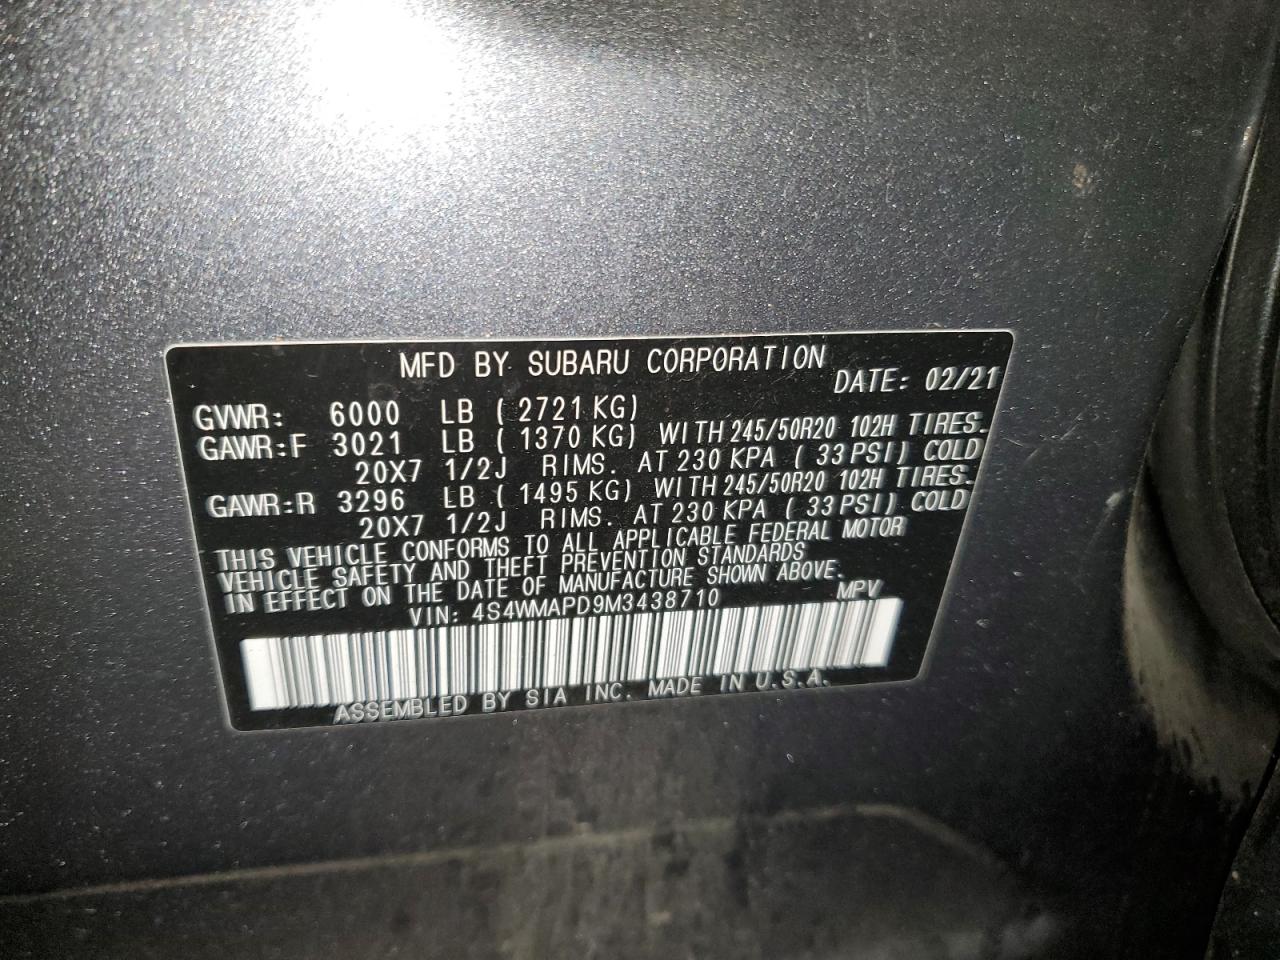 MFD BY SUBARU CORPORATION
DATE: 02/21
GVWR: 6000 LB ( 2721 KG)
GAWR:F 3021 LB ( 1370 KG) WITH 245/50R20 102H TIRES.
20X7 1/2J RIMS. AT 230 KPA ( 33 PSI) COLD
GAWR:R 3296 LB ( 1495 KG) WITH 245/50R20 102H TIRES.
20X7 1/2J RIMS. AT 230 KPA ( 33 PSI) COLD
THIS VEHICLE CONFORMS TO ALL APPLICABLE FEDERAL MOTOR
VEHICLE SAFETY AND THEFT PREVENTION STANDARDS
IN EFFECT ON THE DATE OF MANUFACTURE SHOWN ABOVE.
VIN: 4S4WMAPD9M3438710 MPV
ASSEMBLED BY SIA INC. MADE IN U.S.A.